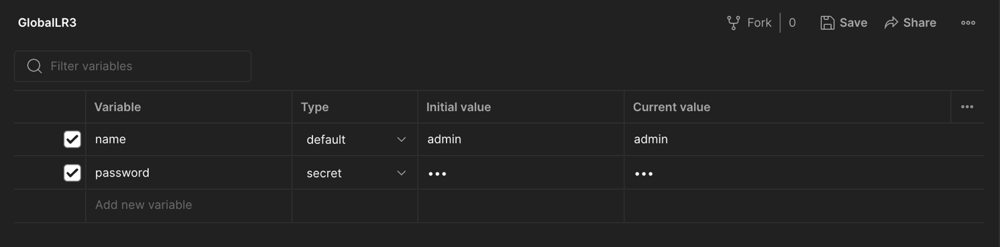 GlobalLR3 Fork 0 Save Share
Filter variables
Variable Type Initial value Current value
name default admin admin
password secret ••• •••
Add new variable